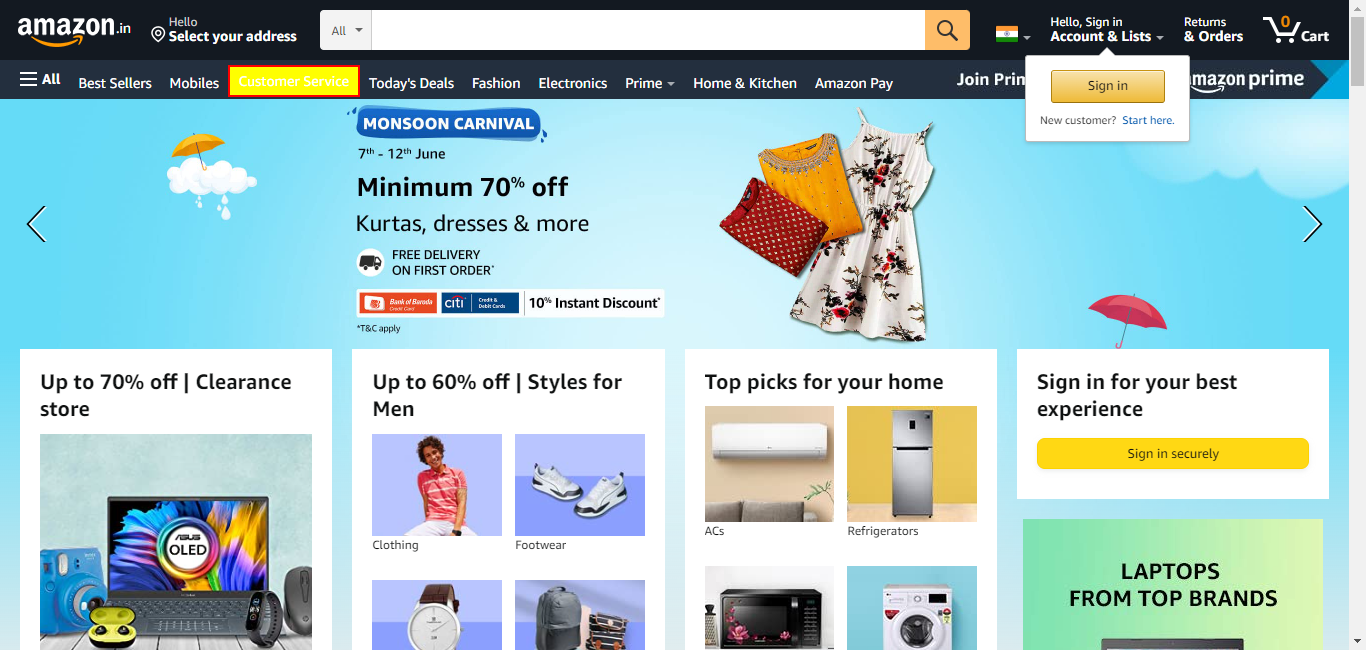 amazon.in
Hello
Select your address
All
Hello, Sign in
Account & Lists
Returns
& Orders
0
Cart
All
Best Sellers
Mobiles
Customer Service
Today's Deals
Fashion
Electronics
Prime
Home & Kitchen
Amazon Pay
Join Prim
amazon prime
Sign in
New customer? Start here.
MONSOON CARNIVAL
7th - 12th June
Minimum 70% off
Kurtas, dresses & more
FREE DELIVERY
ON FIRST ORDER*
Bank of Baroda
Credit Card
citi
Credit &
Debit Cards
10% Instant Discount*
*T&C apply
Up to 70% off | Clearance
store
ASUS
OLED
Up to 60% off | Styles for
Men
Clothing
Footwear
Top picks for your home
ACs
Refrigerators
Sign in for your best
experience
Sign in securely
LAPTOPS
FROM TOP BRANDS